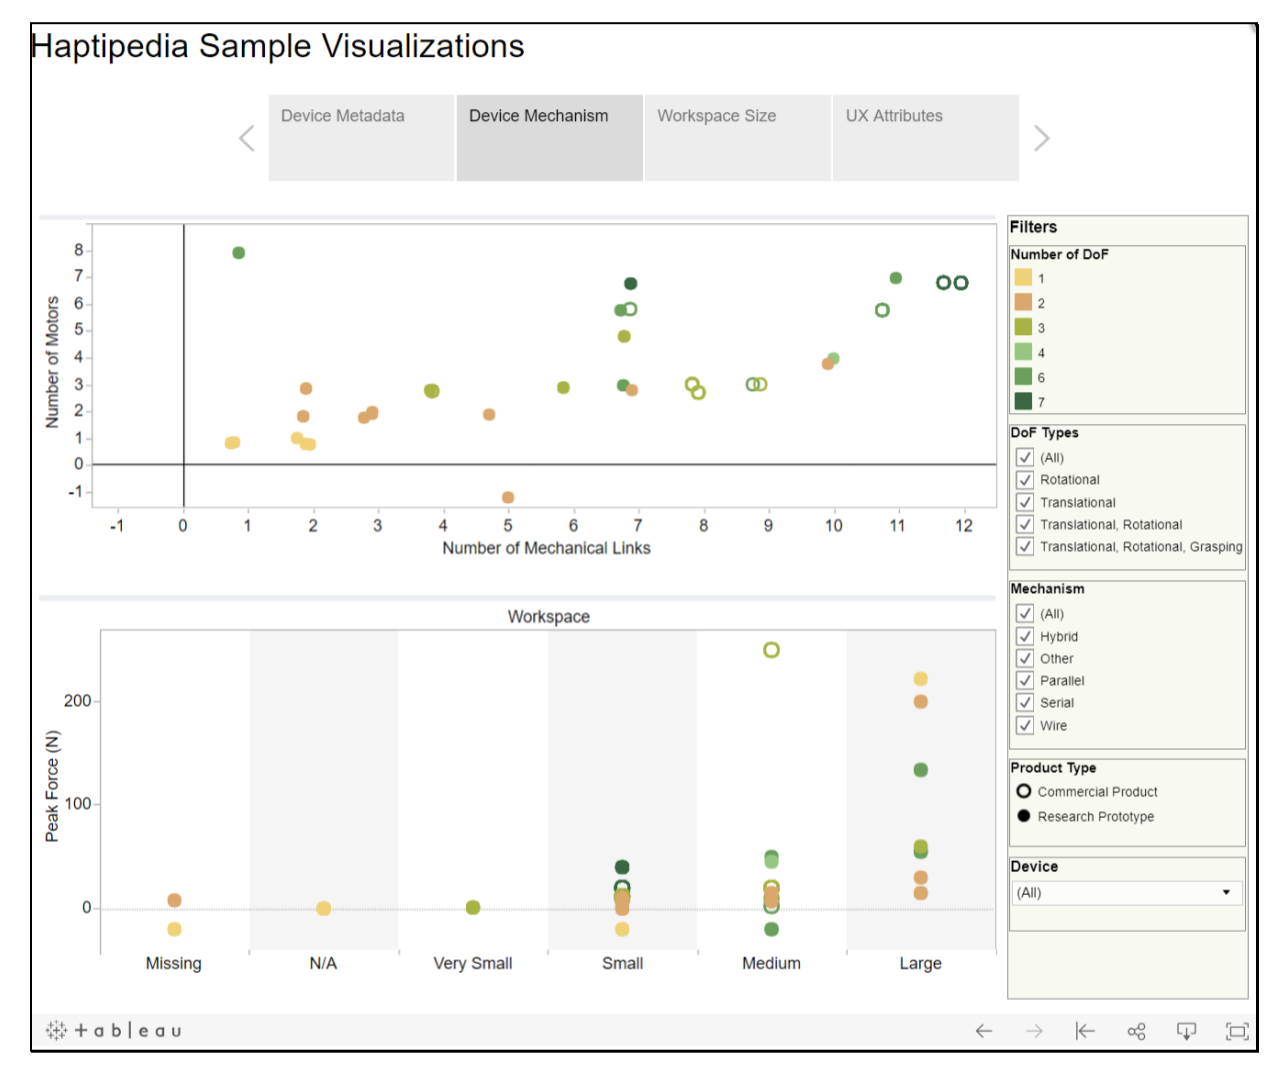 Haptipedia Sample Visualizations
Device Metadata
Device Mechanism
Workspace Size
UX Attributes
Number of Motors
8
7
6
5
4
3
2
1
0
-1
-1 0 1 2 3 4 5 6 7 8 9 10 11 12
Number of Mechanical Links
Workspace
Peak Force (N)
200
100
0
Missing N/A Very Small Small Medium Large
Filters
Number of DoF
1
2
3
4
6
7
DoF Types
(All)
Rotational
Translational
Translational, Rotational
Translational, Rotational, Grasping
Mechanism
(All)
Hybrid
Other
Parallel
Serial
Wire
Product Type
Commercial Product
Research Prototype
Device
(All)
+ableau